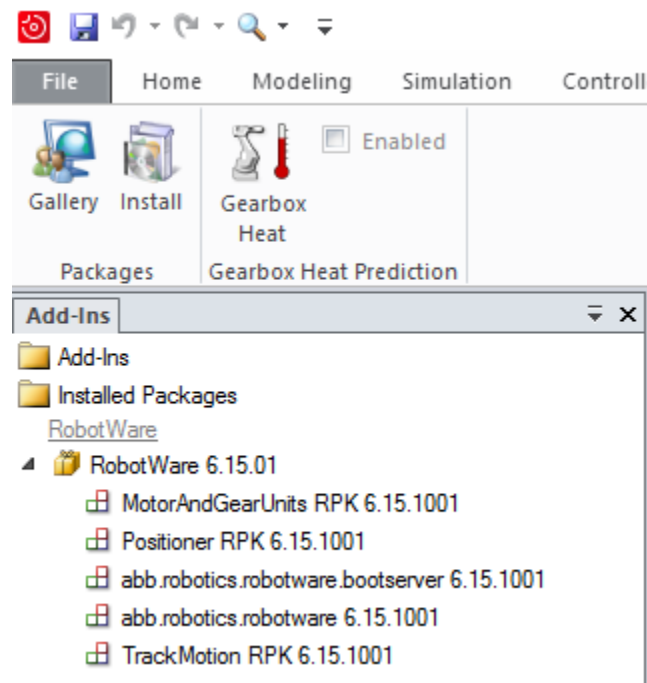 File Home Modeling Simulation Controll
Enabled
Gallery Install Gearbox
Heat
Packages Gearbox Heat Prediction
Add-Ins
Add-Ins
Installed Packages
RobotWare
RobotWare 6.15.01
MotorAndGearUnits RPK 6.15.1001
Positioner RPK 6.15.1001
abb.robotics.robotware.bootserver 6.15.1001
abb.robotics.robotware 6.15.1001
TrackMotion RPK 6.15.1001